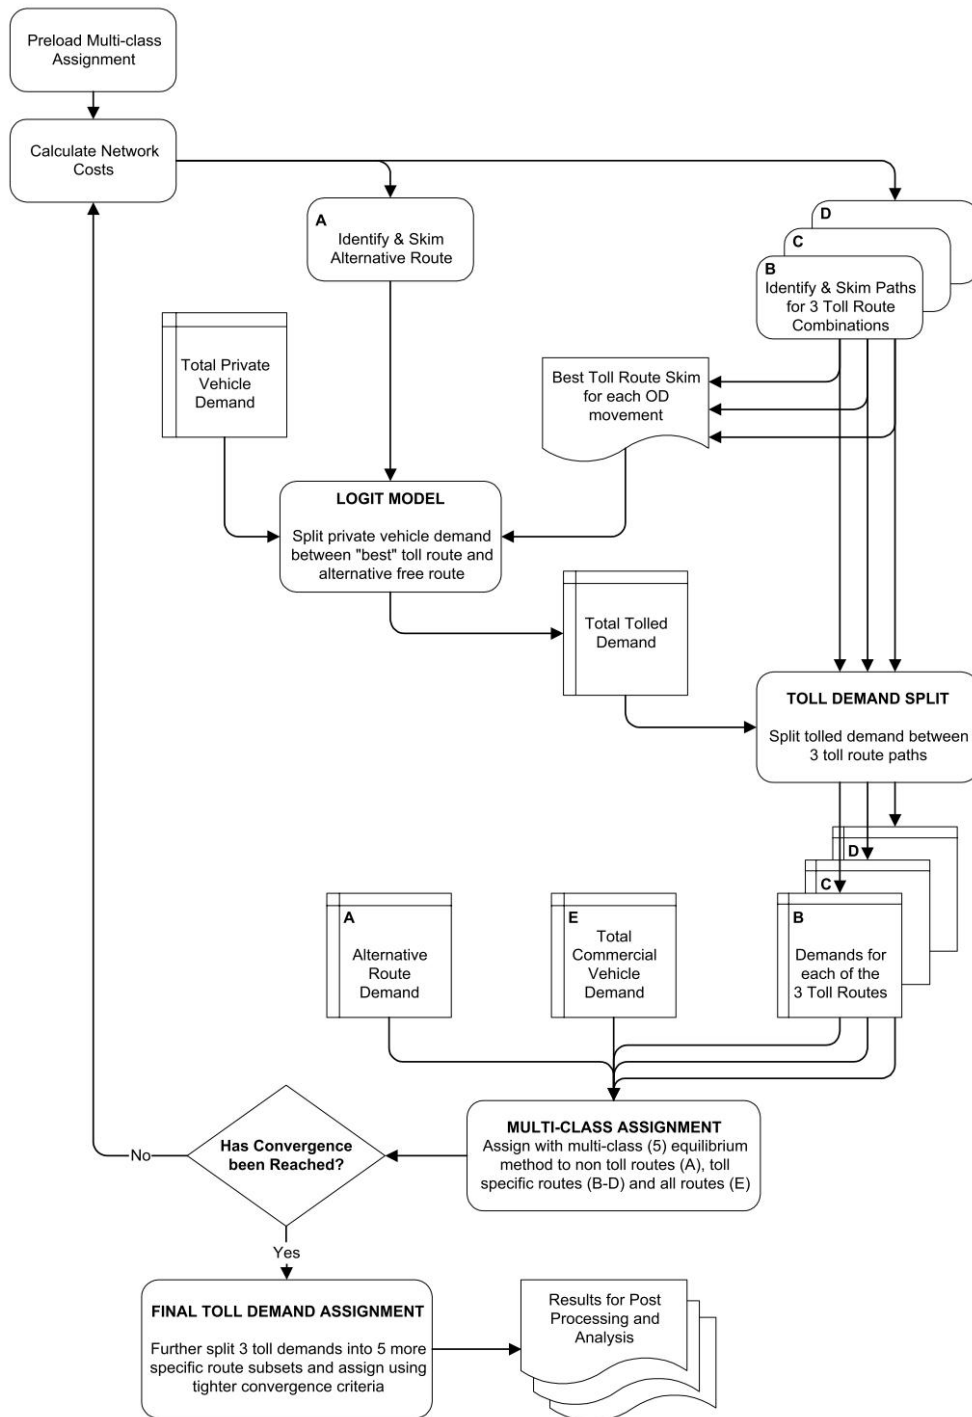 Preload Multi-class
Assignment
Calculate Network
Costs
A
Identify & Skim
Alternative Route
D
C
B
Identify & Skim Paths
for 3 Toll Route
Combinations
Total Private
Vehicle
Demand
Best Toll Route Skim
for each OD
movement
LOGIT MODEL
Split private vehicle demand
between "best" toll route and
alternative free route
Total Tolled
Demand
TOLL DEMAND SPLIT
Split tolled demand between
3 toll route paths
D
C
B
Demands for
each of the
3 Toll Routes
A
Alternative
Route
Demand
E
Total
Commercial
Vehicle
Demand
MULTI-CLASS ASSIGNMENT
Assign with multi-class (5) equilibrium
method to non toll routes (A), toll
specific routes (B-D) and all routes (E)
Has Convergence
been Reached?
No
Yes
FINAL TOLL DEMAND ASSIGNMENT
Further split 3 toll demands into 5 more
specific route subsets and assign using
tighter convergence criteria
Results for Post
Processing and
Analysis